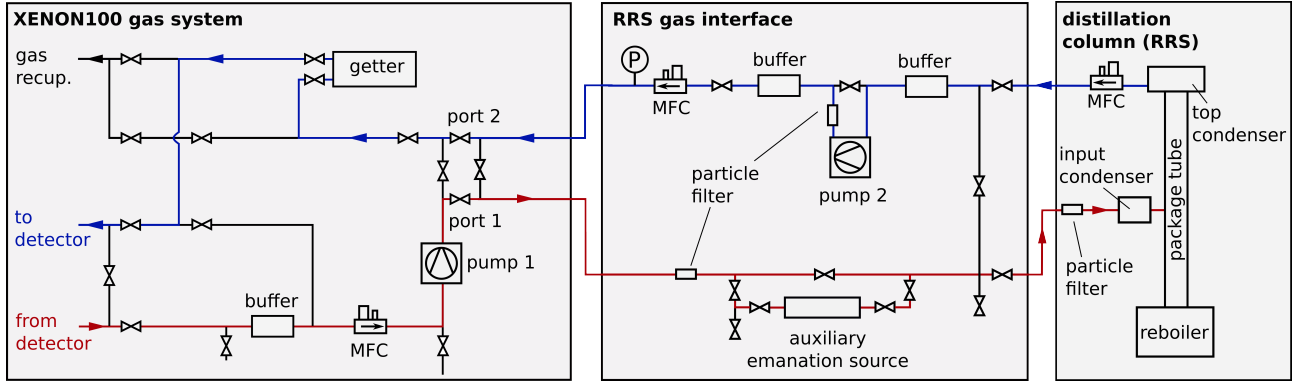 XENON100 gas system
gas
recup.
getter
port 2
port 1
to
detector
pump 1
buffer
from
detector
MFC
RRS gas interface
P
MFC
buffer
buffer
particle
filter
pump 2
auxiliary
emanation source
distillation
column (RRS)
MFC
top
condenser
input
condenser
package tube
particle
filter
reboiler